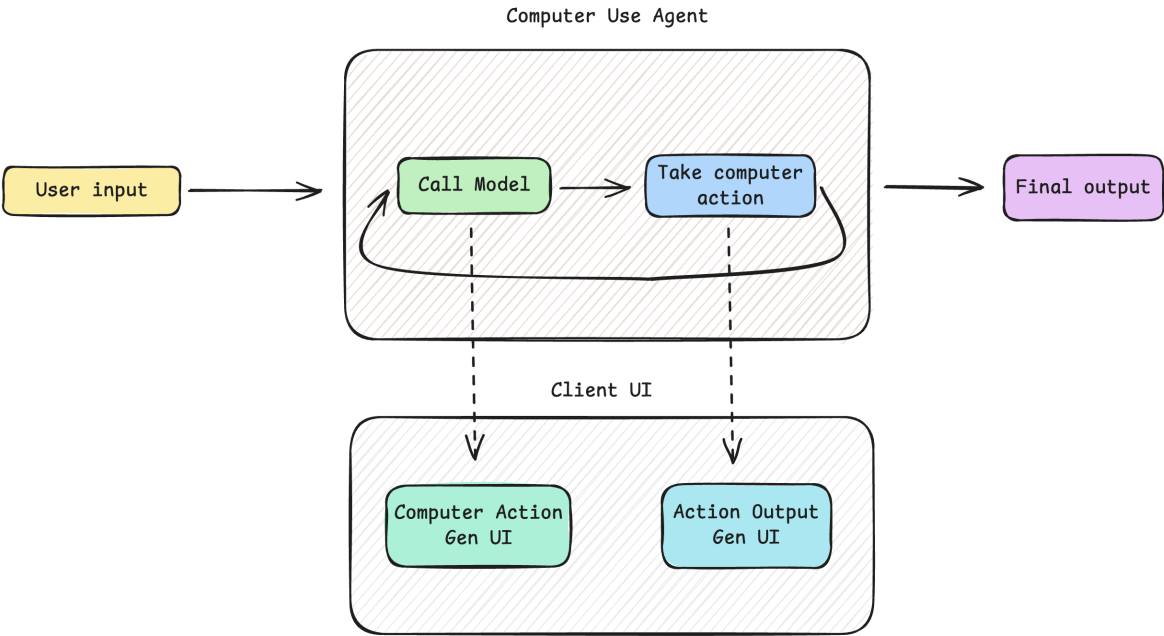 Computer Use Agent
User input
Call Model
Take computer
action
Final output
Client UI
Computer Action
Gen UI
Action Output
Gen UI